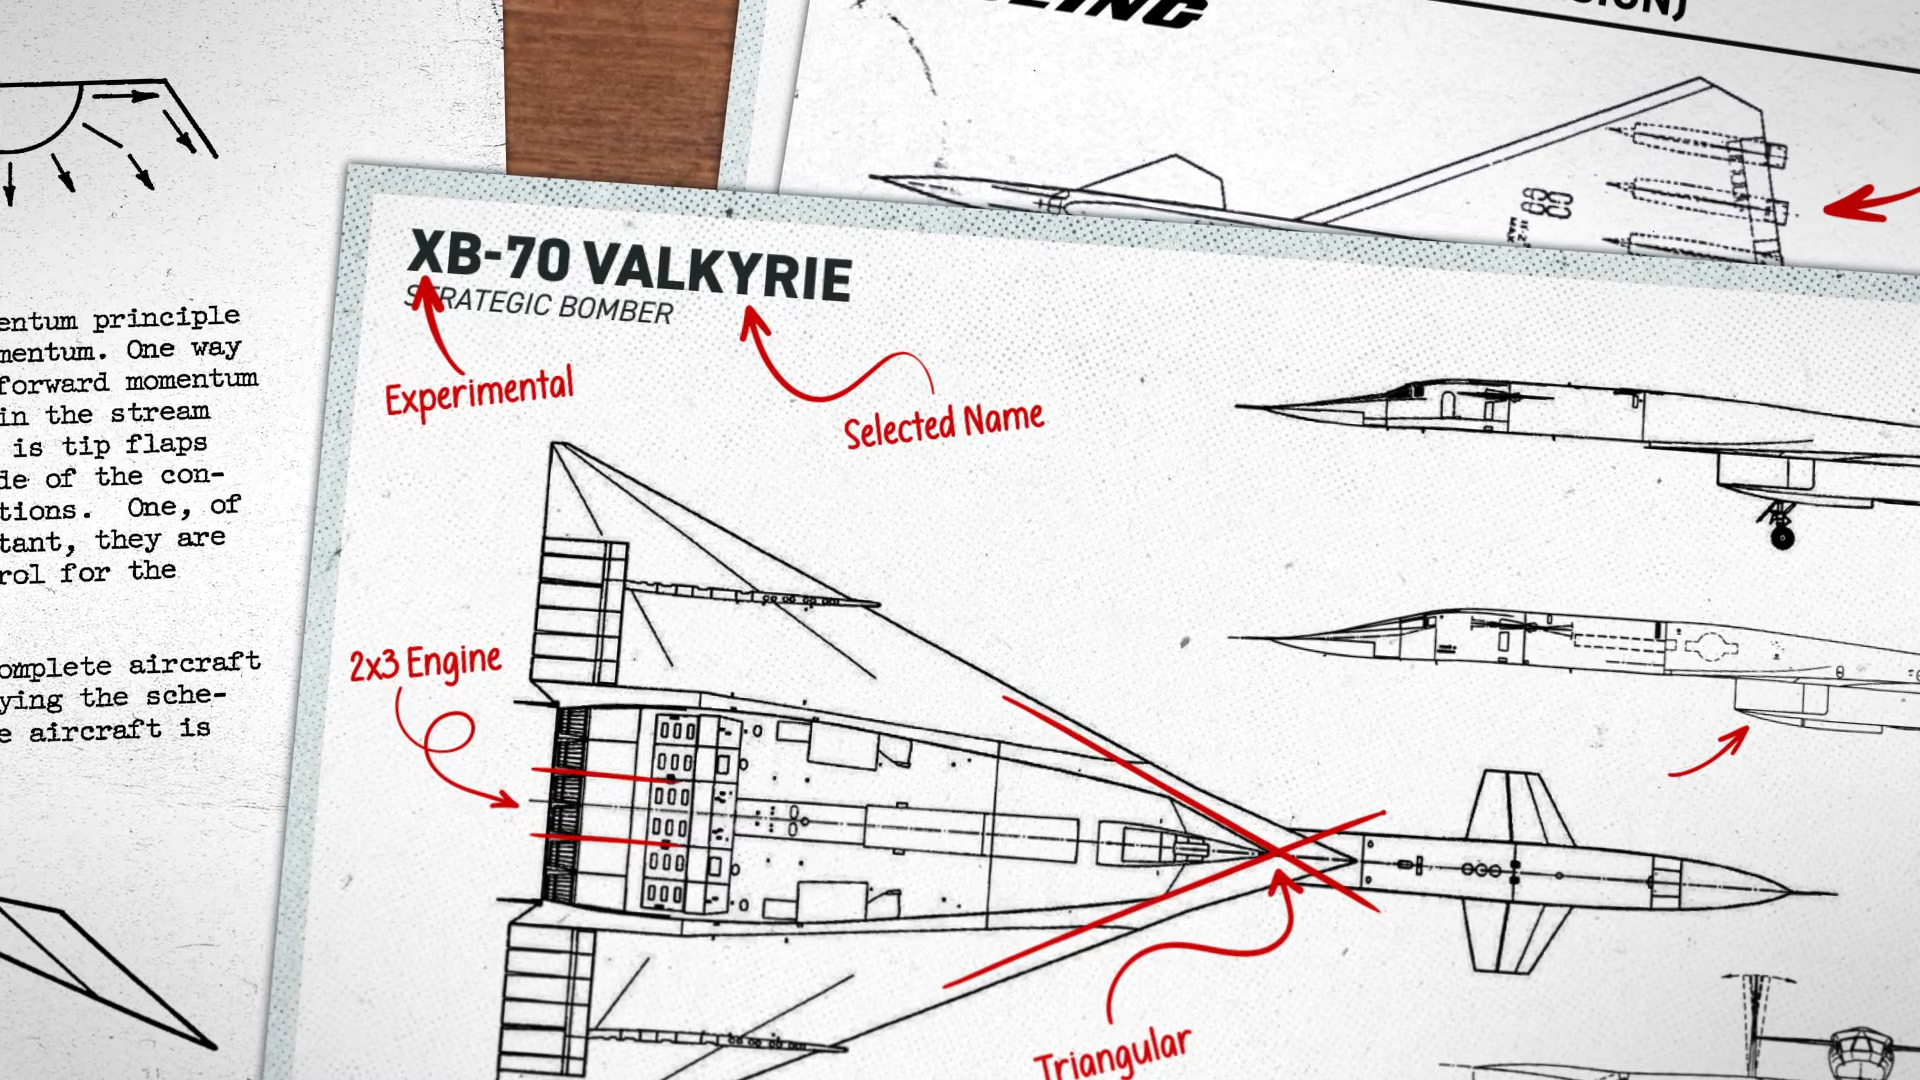 entum principle
mentum. One way
forward momentum
in the stream
is tip flaps
de of the con-
tions. One, of
tant, they are
rol for the
omplete aircraft
ying the sche-
e aircraft is
XB-70 VALKYRIE
STRATEGIC BOMBER
Experimental
Selected Name
2x3 Engine
Triangular